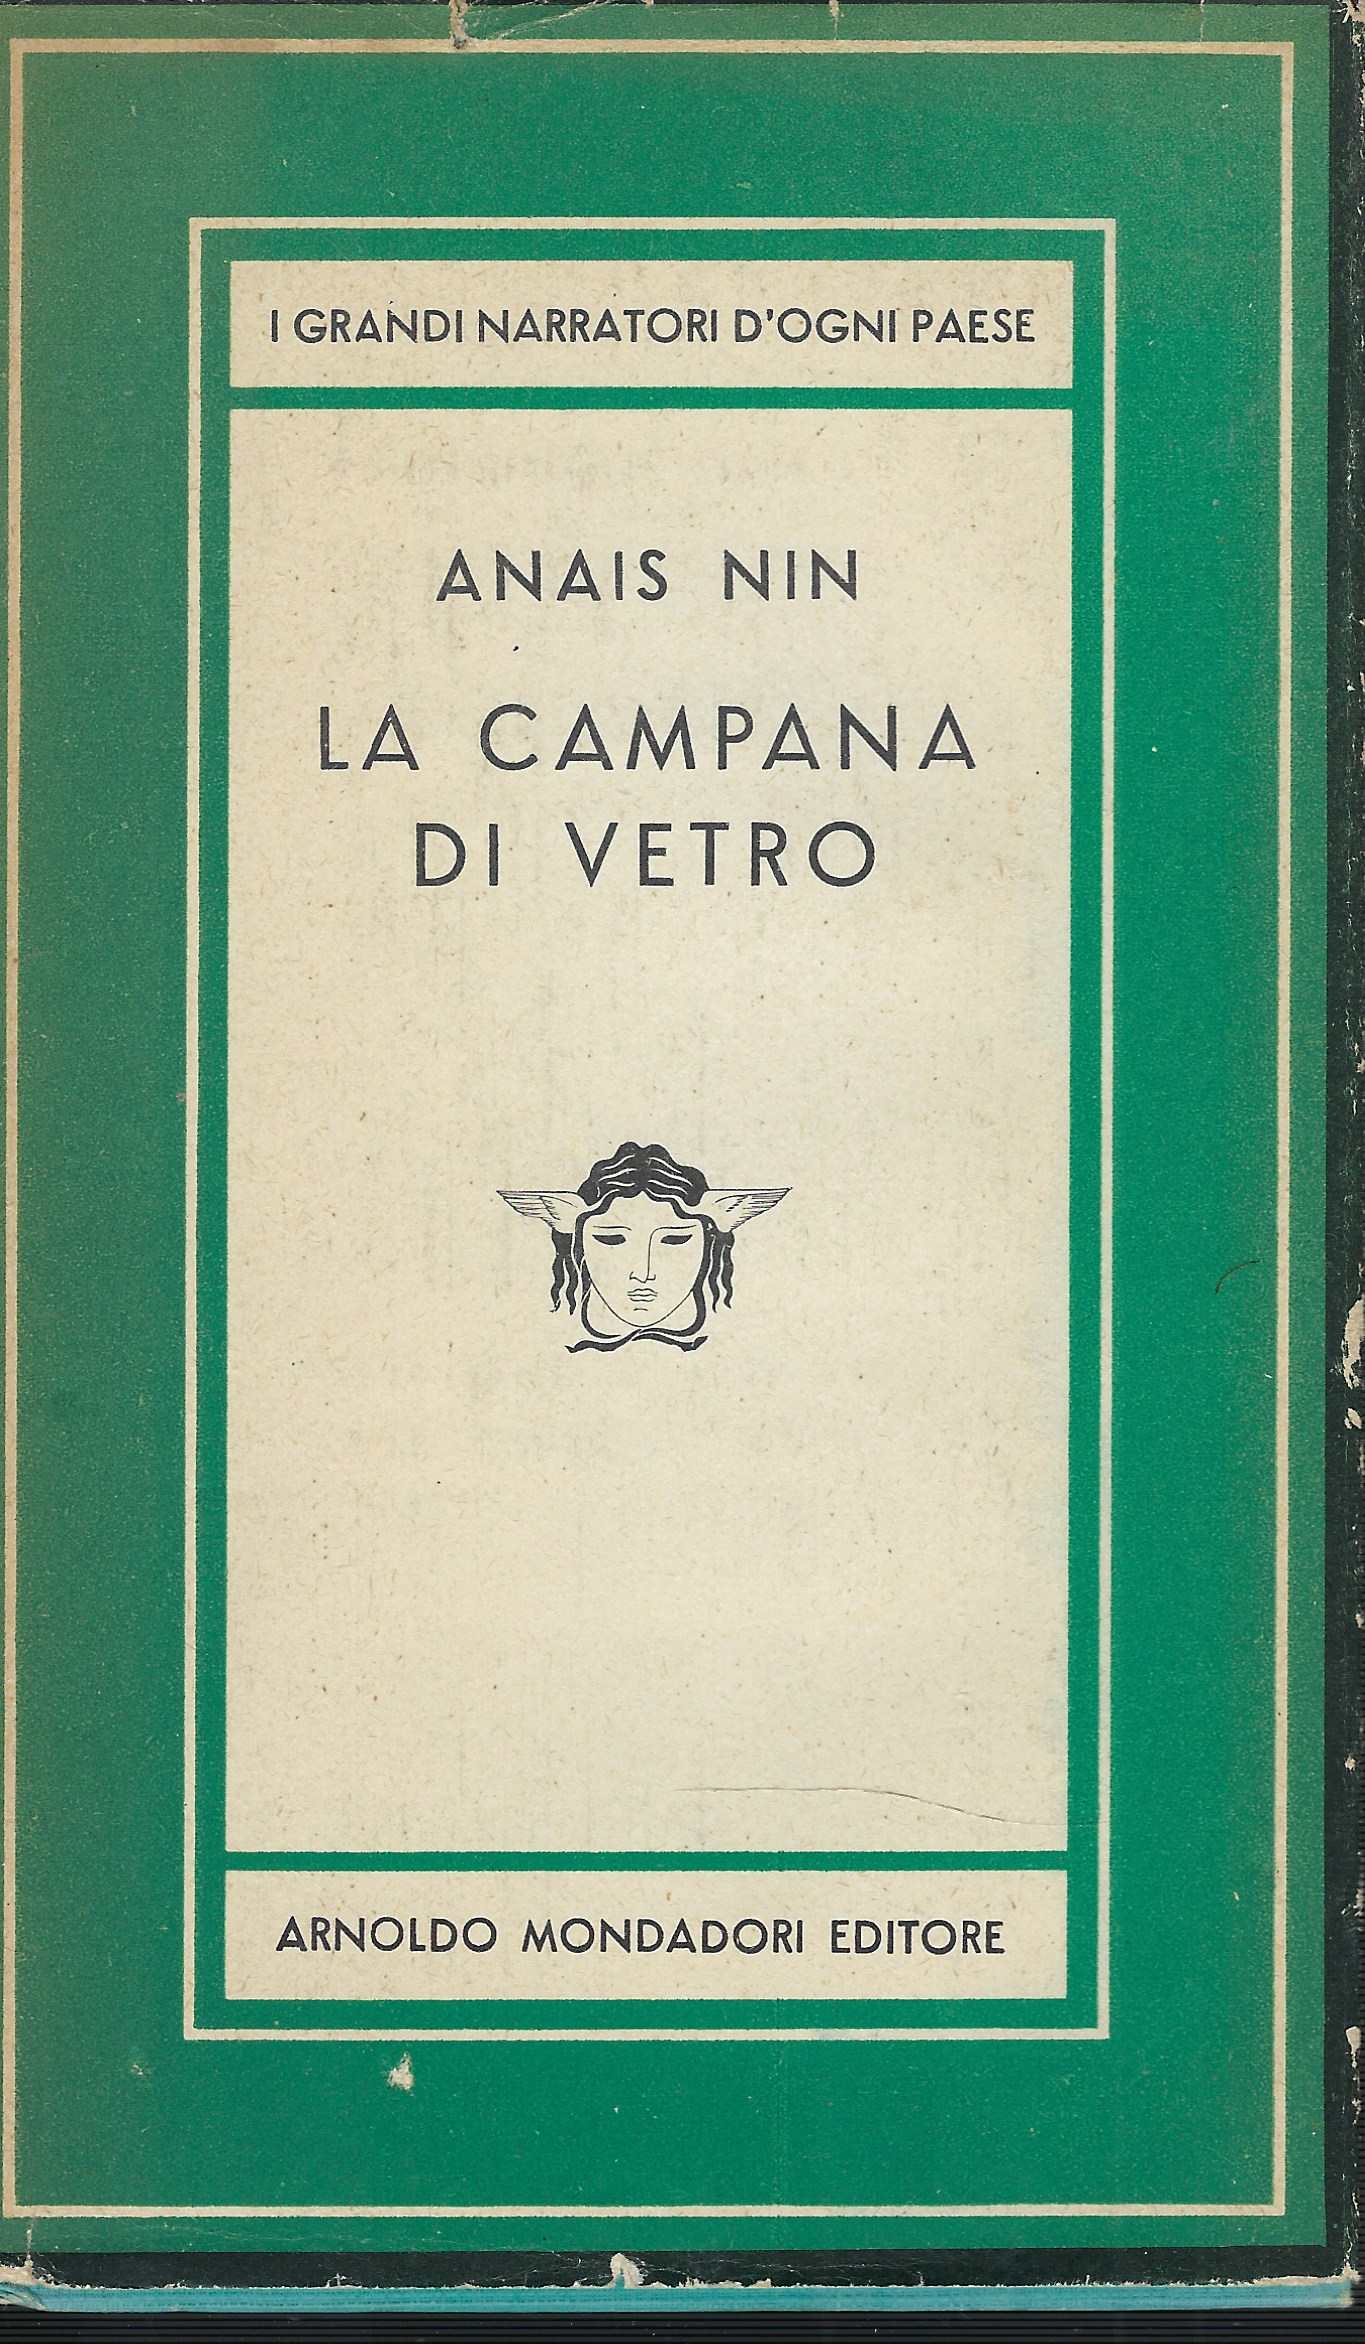 I GRANDI NARRATORI D'OGNI PAESE
ANAIS NIN
LA CAMPANA
DI VETRO
ARNOLDO MONDADORI EDITORE